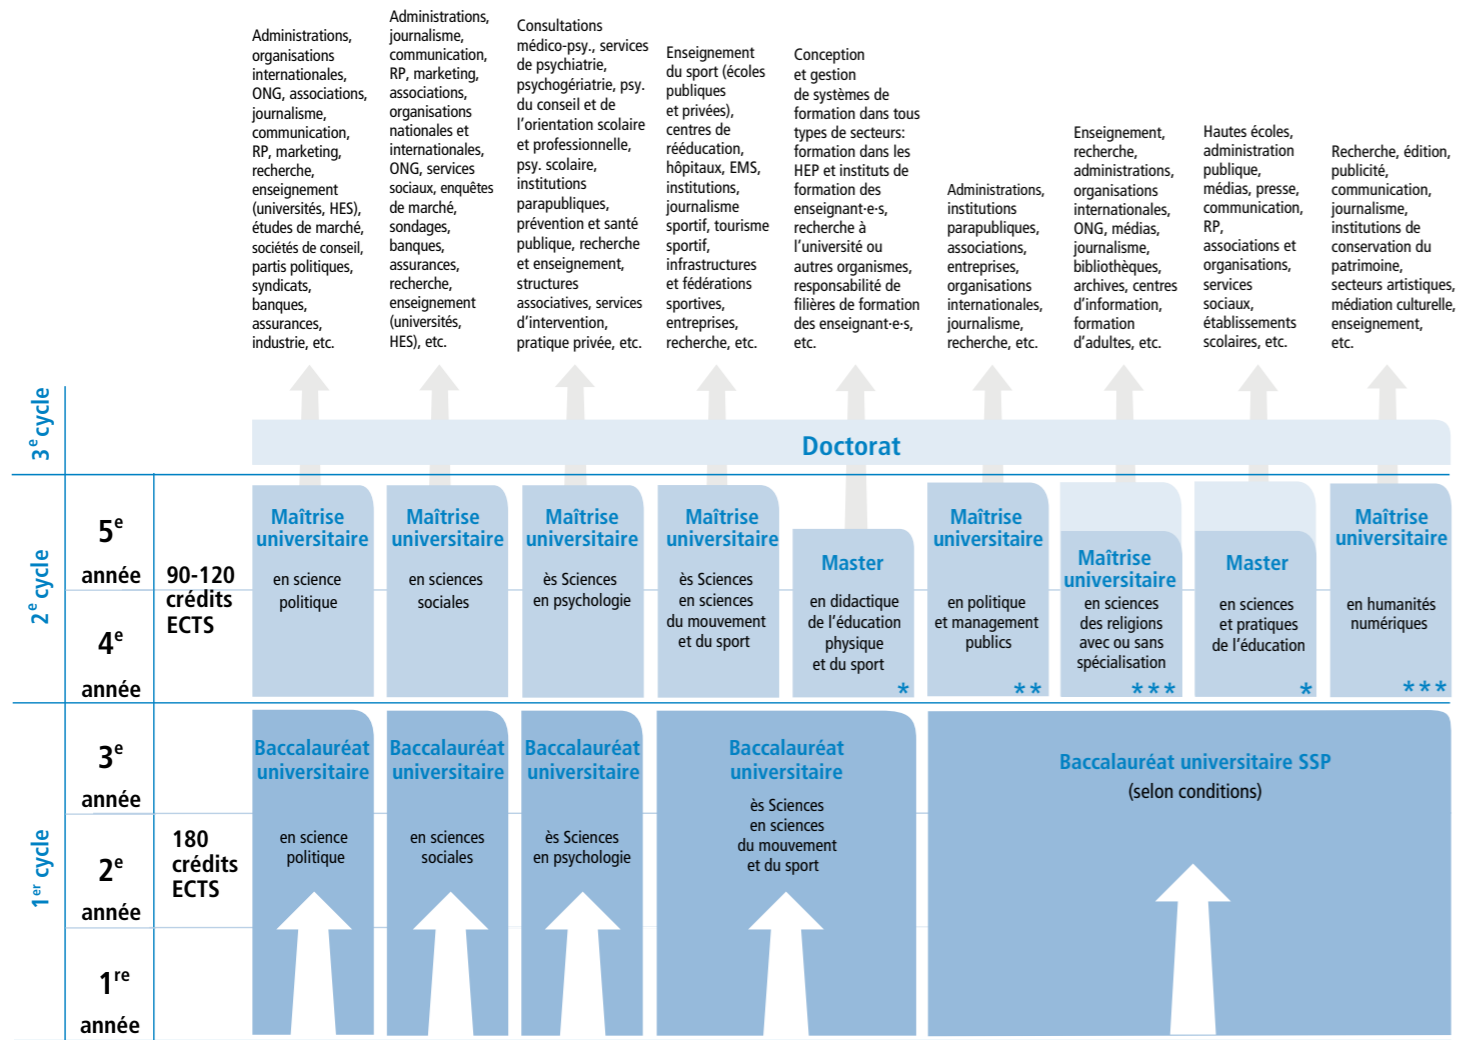 Administrations,
organisations
internationales,
ONG, associations,
journalisme,
communication,
RP, marketing,
recherche,
enseignement
(universités, HES),
études de marché,
sociétés de conseil,
partis politiques,
syndicats,
banques,
assurances,
industrie, etc.
Administrations,
journalisme,
communication,
RP, marketing,
associations,
organisations
nationales et
internationales,
ONG, services
sociaux, enquêtes
de marché,
sondages,
banques,
assurances,
recherche,
enseignement
(universités,
HES), etc.
Consultations
médico-psy., services
de psychiatrie,
psychogériatrie, psy.
du conseil et de
l'orientation scolaire
et professionnelle,
psy. scolaire,
institutions
parapubliques,
prévention et santé
publique, recherche
et enseignement,
structures
associatives, services
d'intervention,
pratique privée, etc.
Enseignement
du sport (écoles
publiques
et privées),
centres de
rééducation,
hôpitaux, EMS,
institutions,
journalisme
sportif, tourisme
sportif,
infrastructures
et fédérations
sportives,
entreprises,
recherche, etc.
Conception
et gestion
de systèmes de
formation dans tous
types de secteurs:
formation dans les
HEP et instituts de
formation des
enseignant·e·s,
recherche à
l'université ou
autres organismes,
responsabilité de
filières de formation
des enseignant·e·s,
etc.
Administrations,
institutions
parapubliques,
associations,
entreprises,
organisations
internationales,
journalisme,
recherche, etc.
Enseignement,
recherche,
administrations,
organisations
internationales,
ONG, médias,
journalisme,
bibliothèques,
archives, centres
d'information,
formation
d'adultes, etc.
Hautes écoles,
administration
publique,
médias, presse,
communication,
RP,
associations et
organisations,
services
sociaux,
établissements
scolaires, etc.
Recherche, édition,
publicité,
communication,
journalisme,
institutions de
conservation du
patrimoine,
secteurs artistiques,
médiation culturelle,
enseignement,
etc.
3e cycle
Doctorat
2e cycle
5e
année
4e
année
90-120
crédits
ECTS
Maîtrise
universitaire
en science
politique
Maîtrise
universitaire
en sciences
sociales
Maîtrise
universitaire
ès Sciences
en psychologie
Maîtrise
universitaire
ès Sciences
en sciences
du mouvement
et du sport
Master
en didactique
de l'éducation
physique
et du sport
*
Maîtrise
universitaire
en politique
et management
publics
**
Maîtrise
universitaire
en sciences
des religions
avec ou sans
spécialisation
***
Master
en sciences
et pratiques
de l'éducation
*
Maîtrise
universitaire
en humanités
numériques
***
1er cycle
3e
année
2e
année
1re
année
180
crédits
ECTS
Baccalauréat
universitaire
en science
politique
Baccalauréat
universitaire
en sciences
sociales
Baccalauréat
universitaire
ès Sciences
en psychologie
Baccalauréat
universitaire
ès Sciences
en sciences
du mouvement
et du sport
Baccalauréat universitaire SSP
(selon conditions)